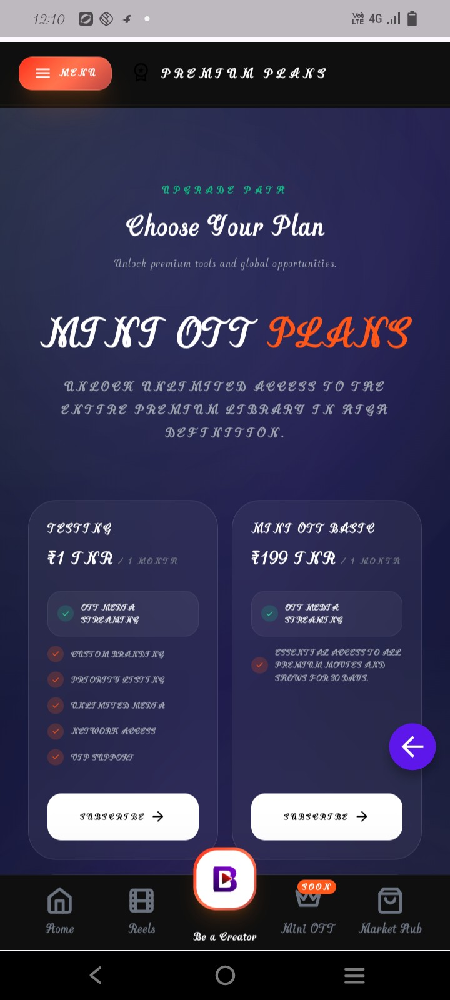 12:10
Vo)) LTE 4G
MENU
PREMIUM PLANS
UPGRADE PATH
Choose Your Plan
Unlock premium tools and global opportunities.
MINI OTT PLANS
UNLOCK UNLIMITED ACCESS TO THE
ENTIRE PREMIUM LIBRARY IN HIGH
DEFINITION.
TESTING
₹1 INR / 1 MONTH
OTT MEDIA
STREAMING
CUSTOM BRANDING
PRIORITY LISTING
UNLIMITED MEDIA
NETWORK ACCESS
VIP SUPPORT
SUBSCRIBE
MINI OTT BASIC
₹199 INR / 1 MONTH
OTT MEDIA
STREAMING
ESSENTIAL ACCESS TO ALL
PREMIUM MOVIES AND
SHOWS FOR 30 DAYS.
SUBSCRIBE
B
SOON
Home
Reels
Be a Creator
Mini OTT
Market Hub